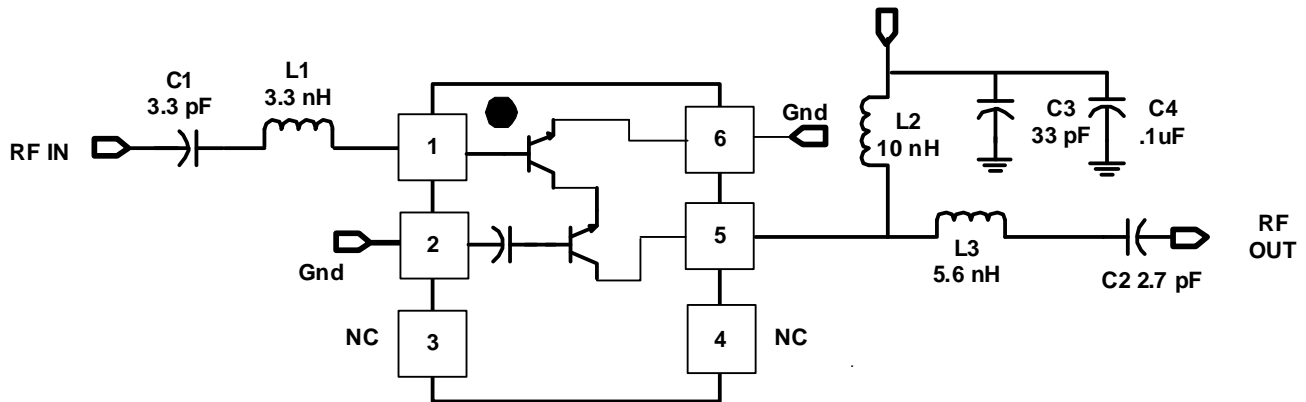 C1
3.3 pF
L1
3.3 nH
RF IN
1
2
3
Gnd
NC
6
5
4
Gnd
NC
L2
10 nH
C3
33 pF
C4
.1uF
L3
5.6 nH
C2 2.7 pF
RF
OUT